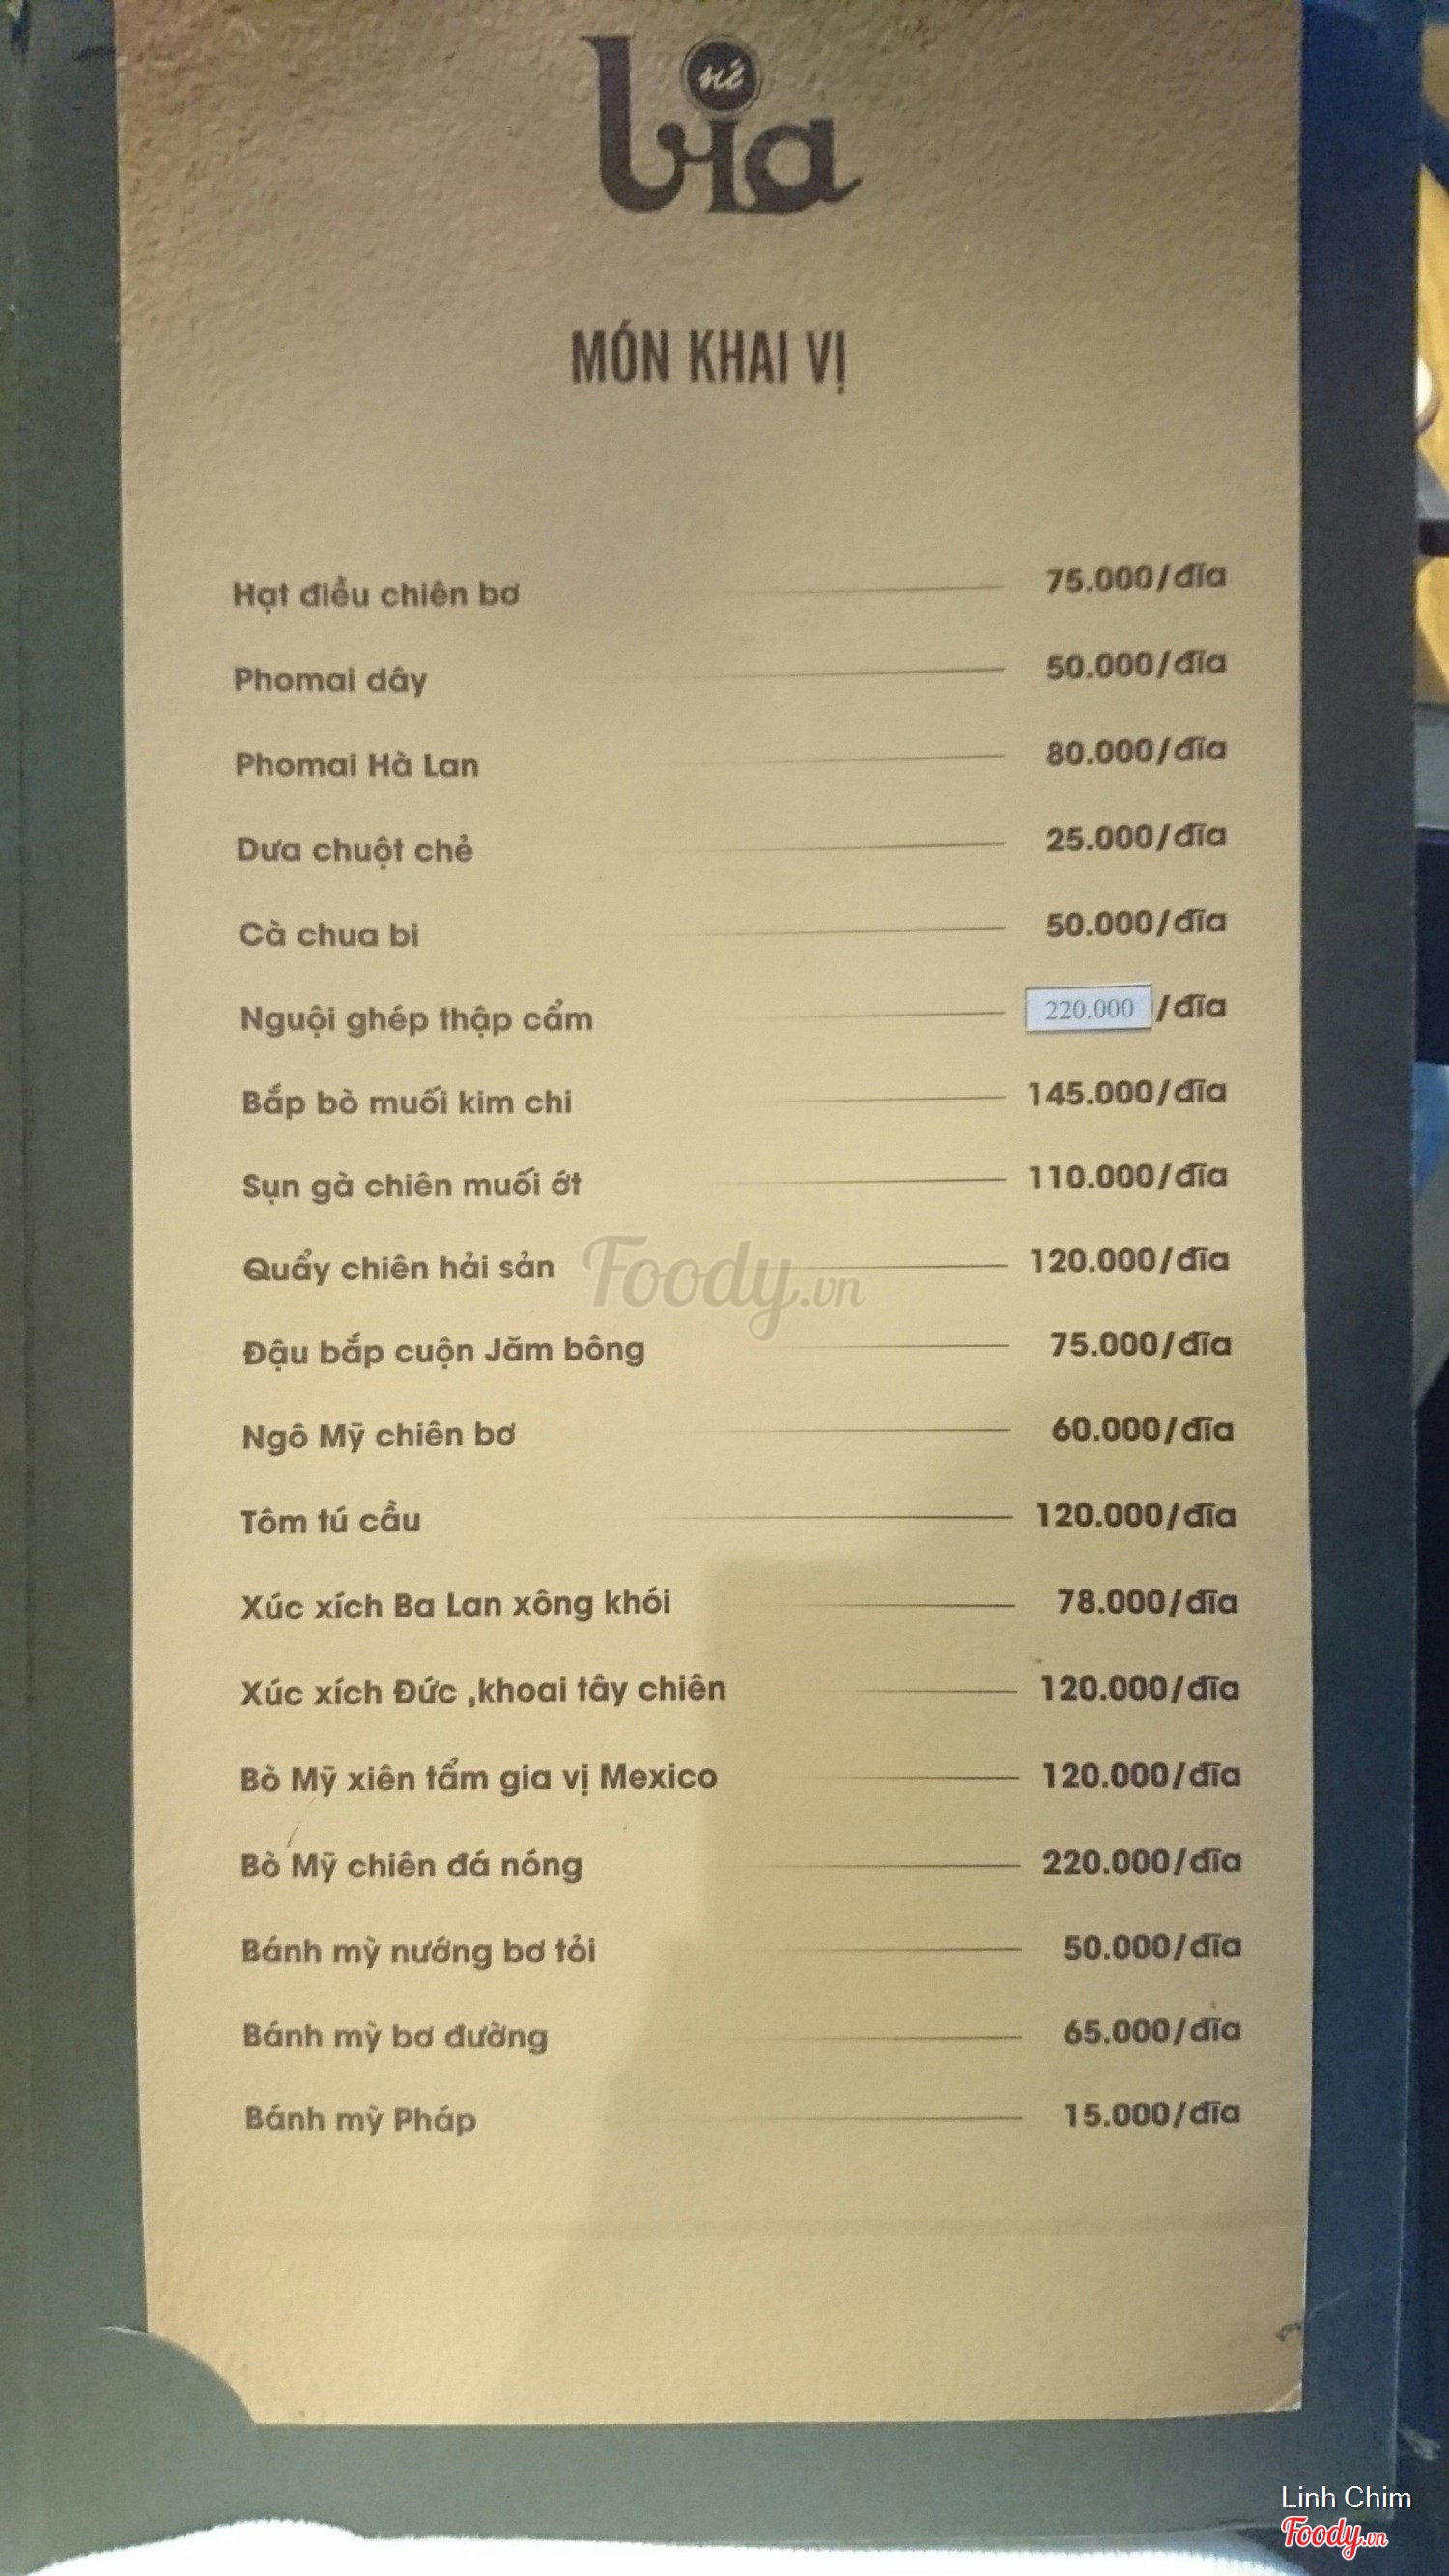 bia
MÓN KHAI VỊ
Hạt điều chiên bơ 75.000/đĩa
Phomai dây 50.000/đĩa
Phomai Hà Lan 80.000/đĩa
Dưa chuột chẻ 25.000/đĩa
Cà chua bi 50.000/đĩa
Nguội ghép thập cẩm 220.000 /đĩa
Bắp bò muối kim chi 145.000/đĩa
Sụn gà chiên muối ớt 110.000/đĩa
Quẩy chiên hải sản 120.000/đĩa
Foody.vn
Đậu bắp cuộn Jăm bông 75.000/đĩa
Ngô Mỹ chiên bơ 60.000/đĩa
Tôm tú cầu 120.000/đĩa
Xúc xích Ba Lan xông khói 78.000/đĩa
Xúc xích Đức ,khoai tây chiên 120.000/đĩa
Bò Mỹ xiên tẩm gia vị Mexico 120.000/đĩa
Bò Mỹ chiên đá nóng 220.000/đĩa
Bánh mỳ nướng bơ tỏi 50.000/đĩa
Bánh mỳ bơ đường 65.000/đĩa
Bánh mỳ Pháp 15.000/đĩa
Linh Chim
Foody.vn